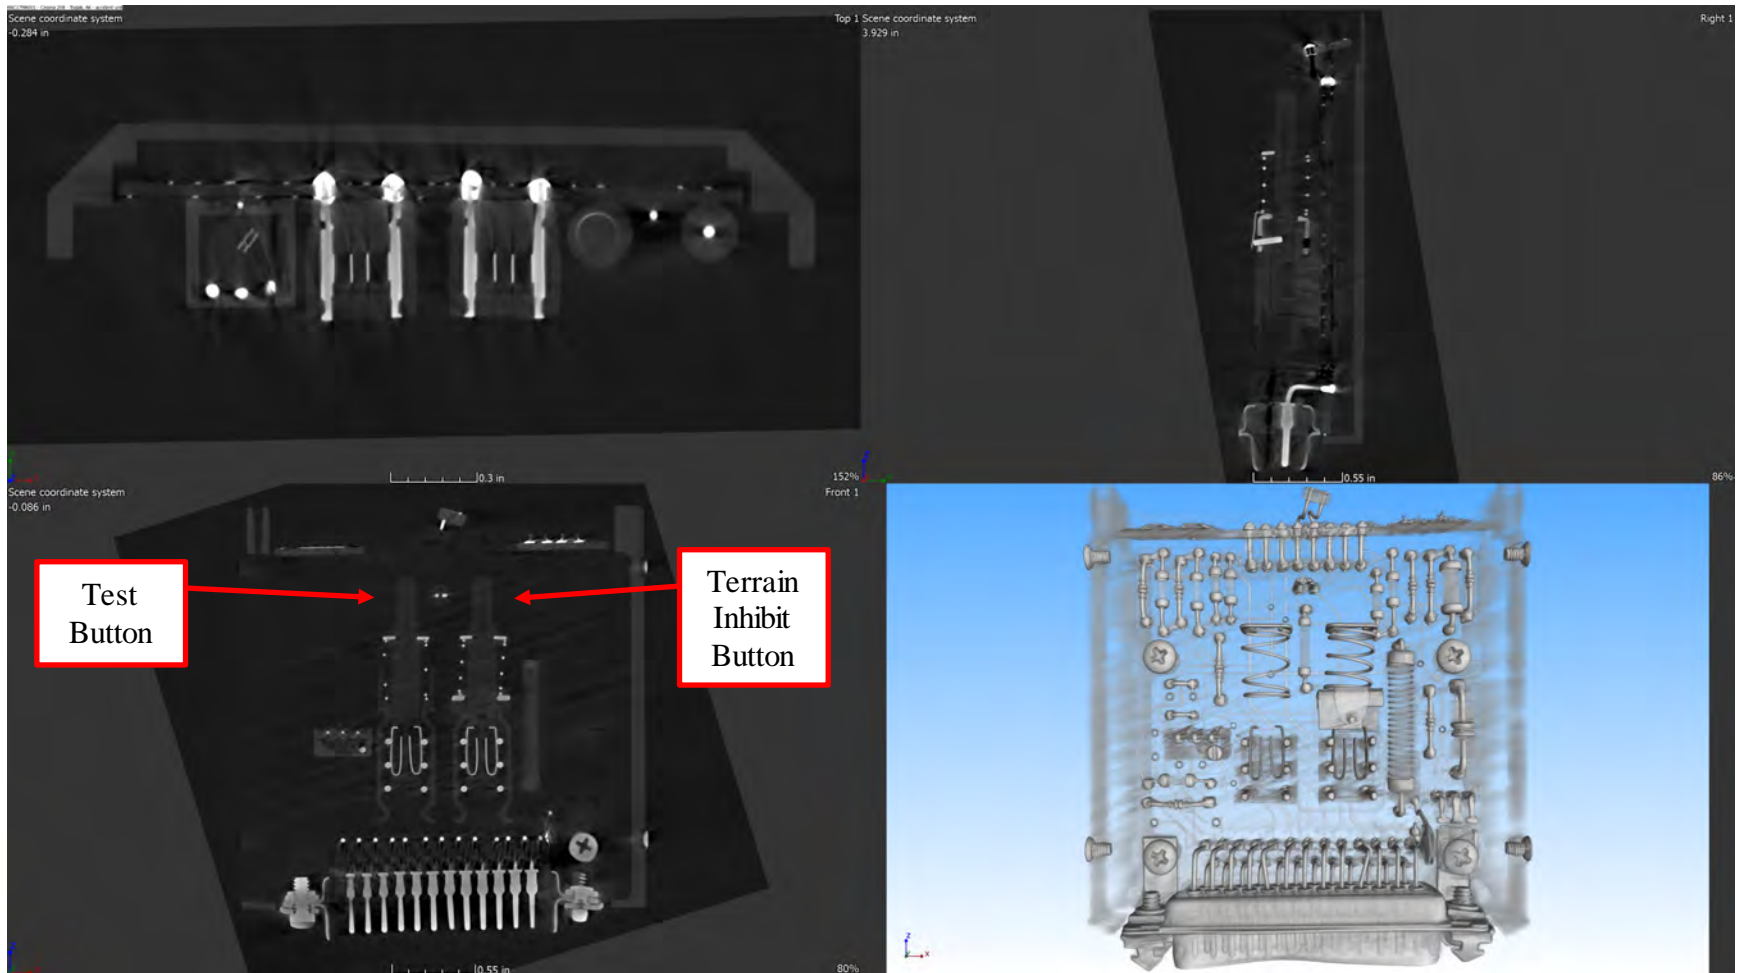 Scene coordinate system
-0.284 in
Top 1
Scene coordinate system
3.929 in
Right 1
0.3 in
152%
0.55 in
86%
Scene coordinate system
-0.086 in
Front 1
Test
Button
Terrain
Inhibit
Button
0.55 in
80%
z
x